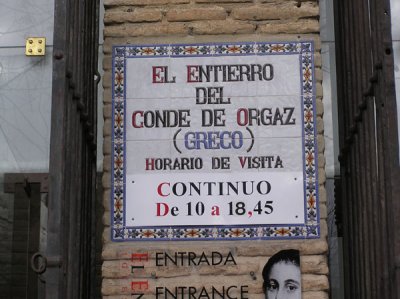 EL ENTIERRO
DEL
CONDE DE ORGAZ
(GRECO)
HORARIO DE VISITA
CONTINUO
De 10 a 18,45
ENTRADA
ENTRANCE